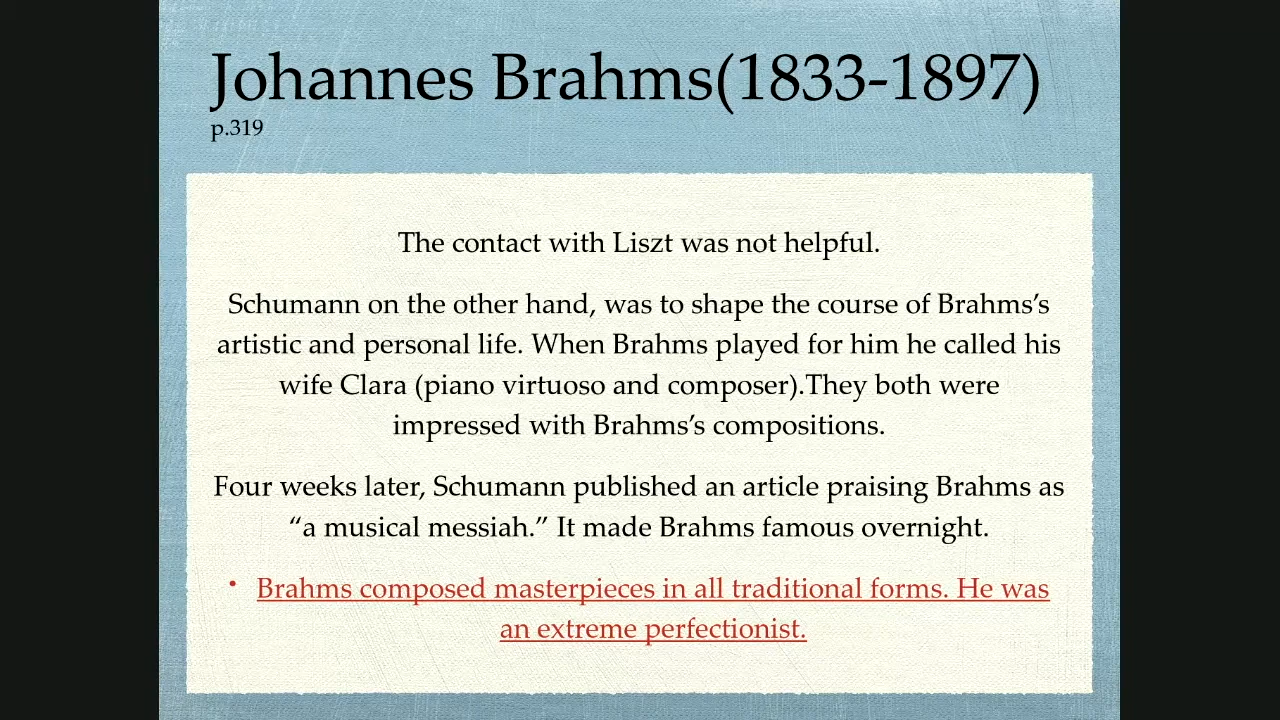 Johannes Brahms(1833-1897)
p.319
The contact with Liszt was not helpful.
Schumann on the other hand, was to shape the course of Brahms’s
artistic and personal life. When Brahms played for him he called his
wife Clara (piano virtuoso and composer).They both were
impressed with Brahms’s compositions.
Four weeks later, Schumann published an article praising Brahms as
“a musical messiah.” It made Brahms famous overnight.
• Brahms composed masterpieces in all traditional forms. He was
an extreme perfectionist.